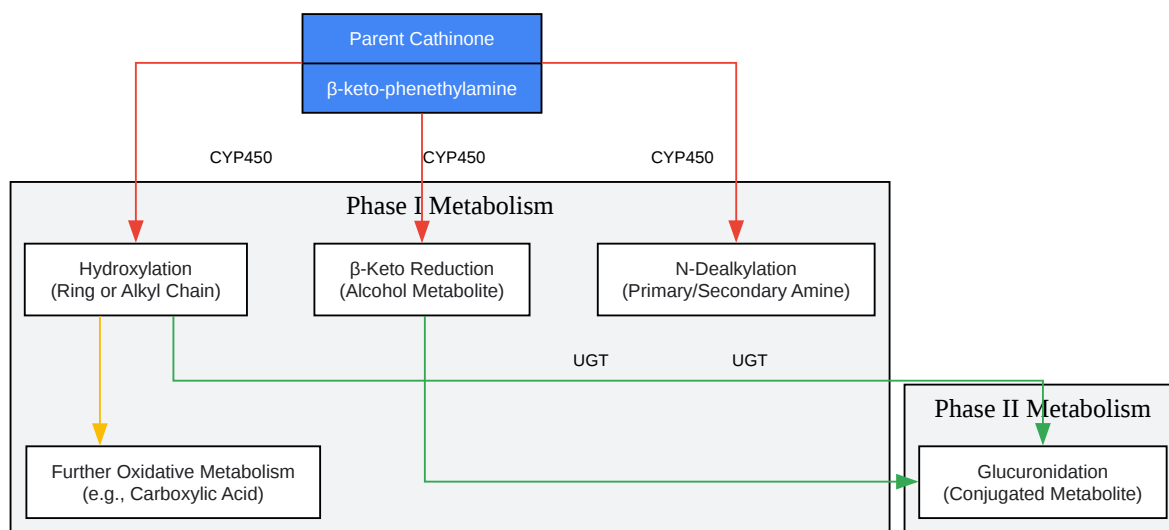 Parent Cathinone
β-keto-phenethylamine
CYP450
CYP450
CYP450
Phase I Metabolism
Hydroxylation
(Ring or Alkyl Chain)
β-Keto Reduction
(Alcohol Metabolite)
N-Dealkylation
(Primary/Secondary Amine)
UGT
UGT
Phase II Metabolism
Further Oxidative Metabolism
(e.g., Carboxylic Acid)
Glucuronidation
(Conjugated Metabolite)